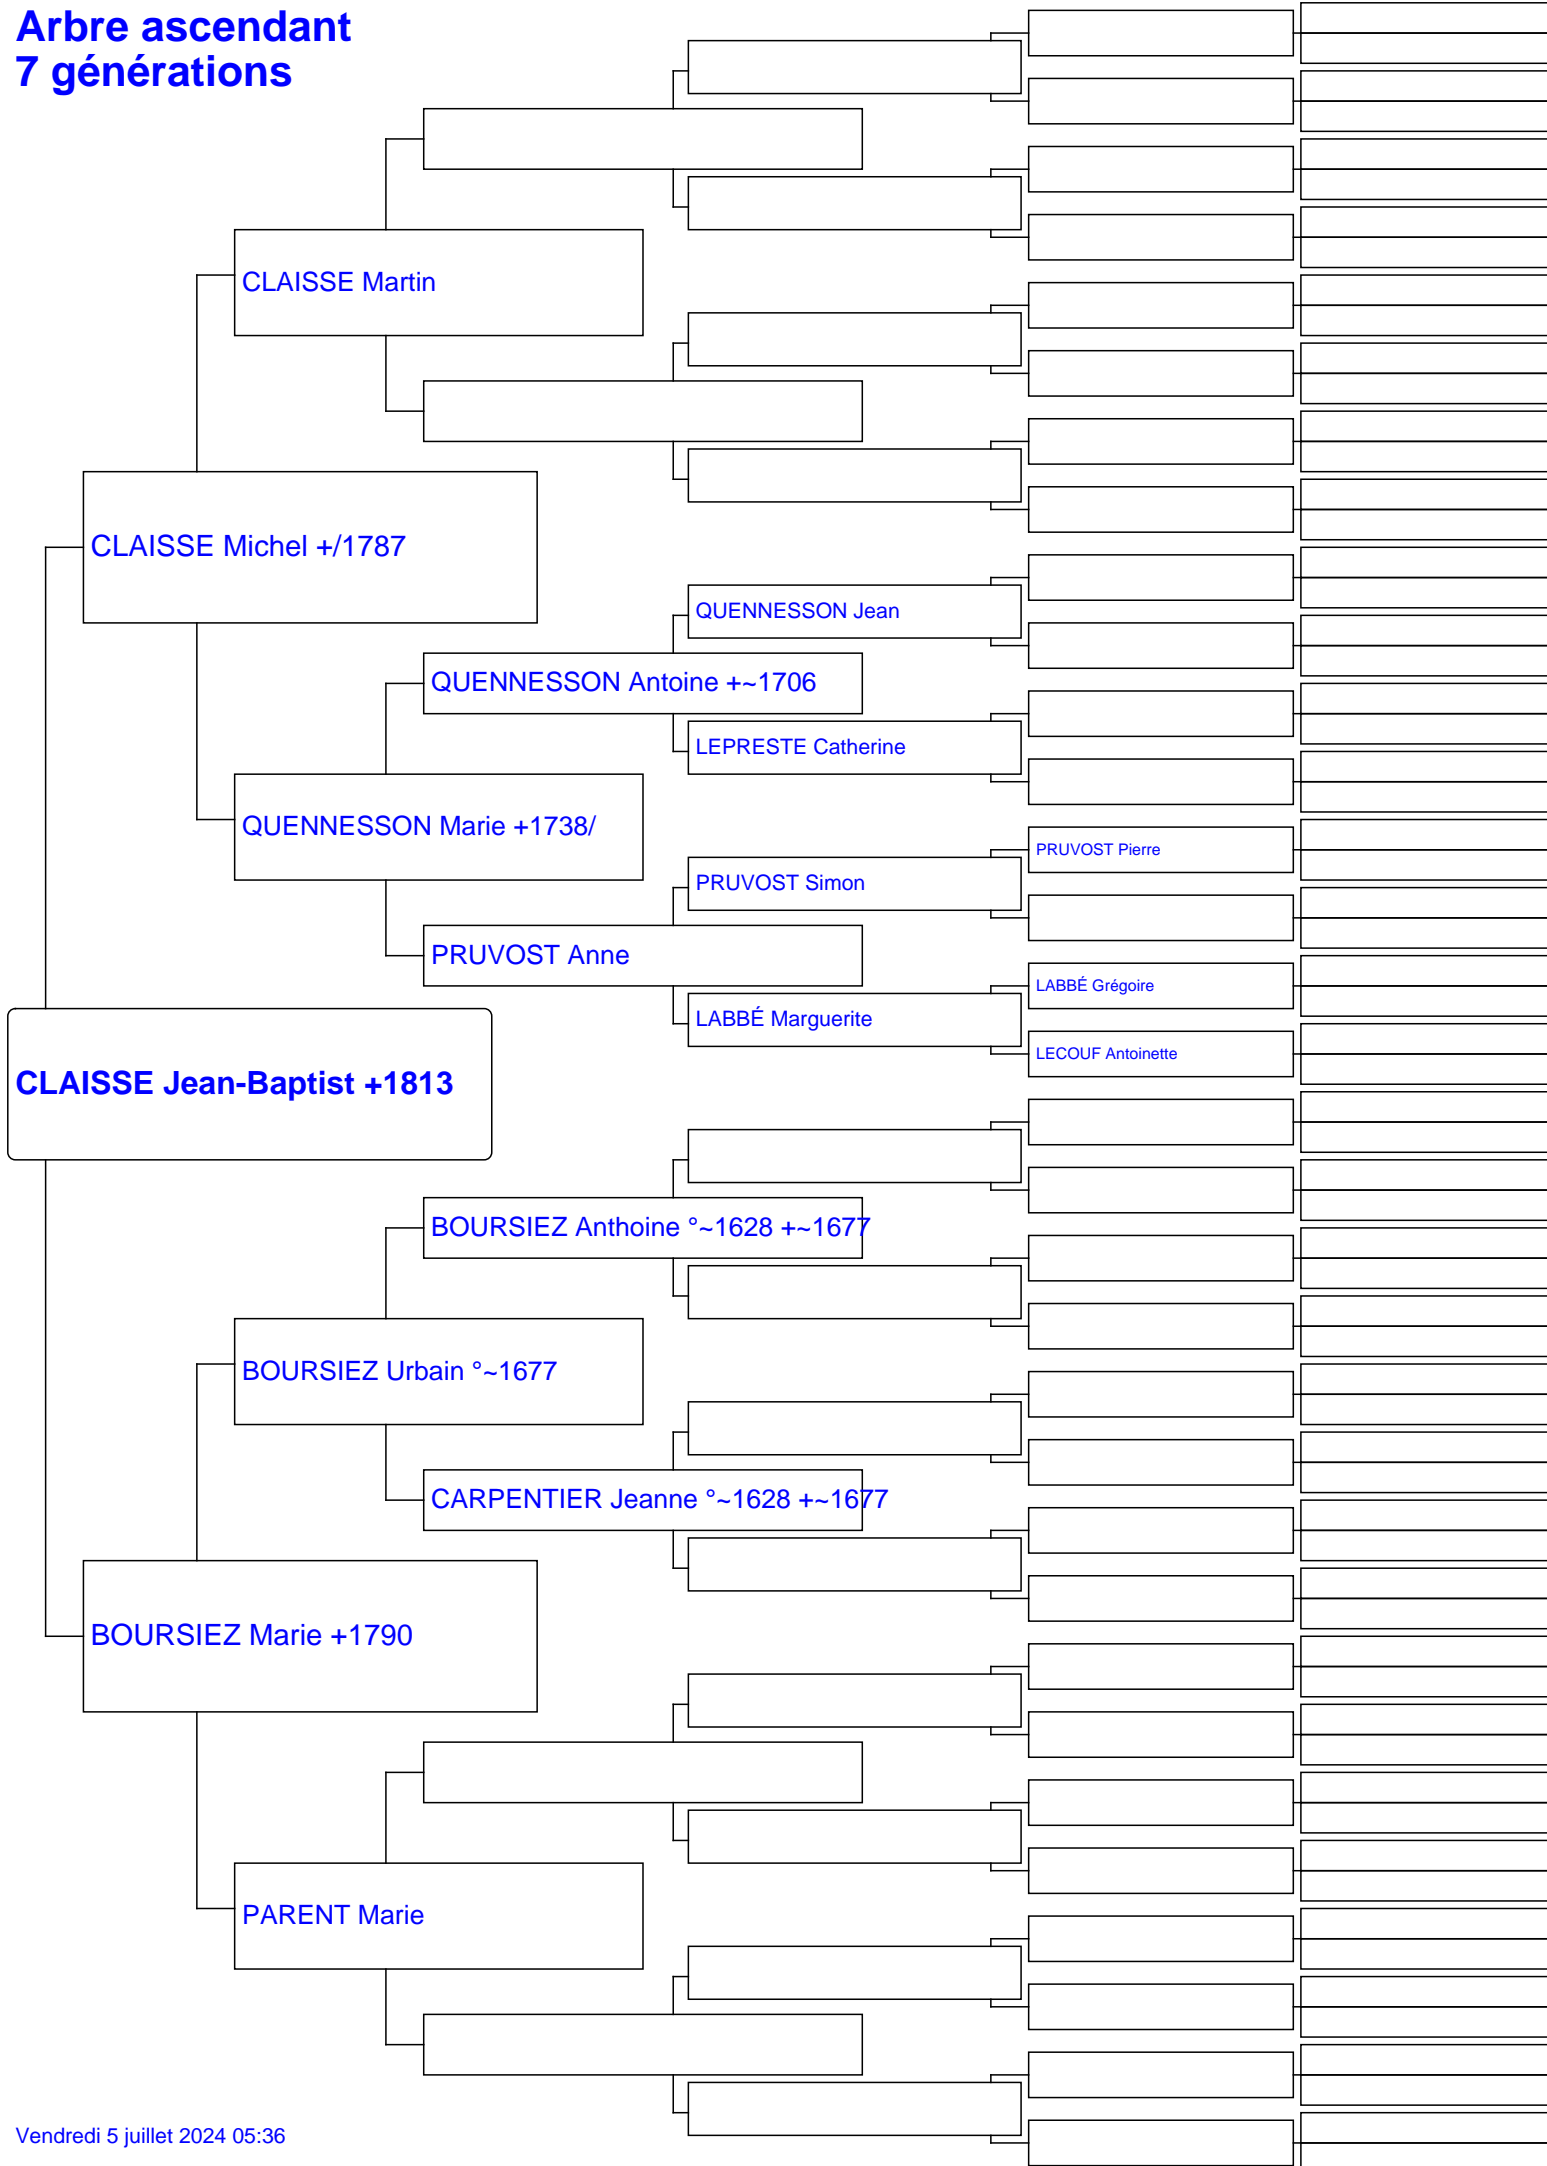 Arbre ascendant
7 générations
CLAISSE Martin
CLAISSE Michel +/1787
QUENNESSON Jean
QUENNESSON Antoine +~1706
LEPRESTE Catherine
QUENNESSON Marie +1738/
PRUVOST Pierre
PRUVOST Simon
PRUVOST Anne
LABBÉ Grégoire
LABBÉ Marguerite
LECOUF Antoinette
CLAISSE Jean-Baptist +1813
BOURSIEZ Anthoine °~1628 +~1677
BOURSIEZ Urbain °~1677
CARPENTIER Jeanne °~1628 +~1677
BOURSIEZ Marie +1790
PARENT Marie
Vendredi 5 juillet 2024 05:36